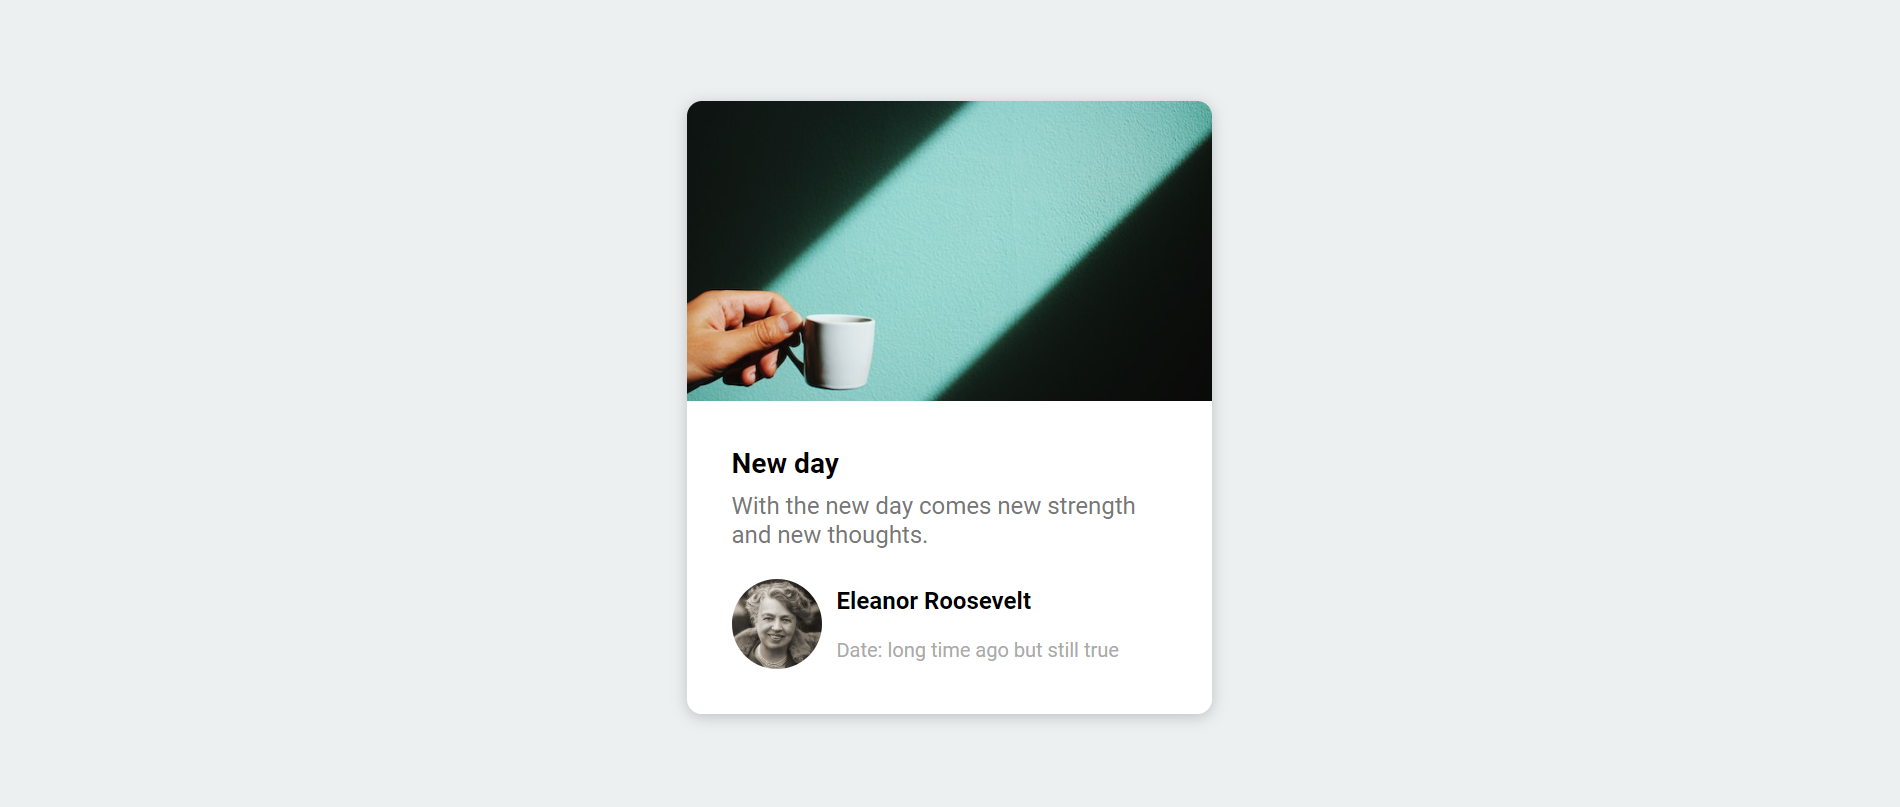 New day
With the new day comes new strength
and new thoughts.
Eleanor Roosevelt
Date: long time ago but still true